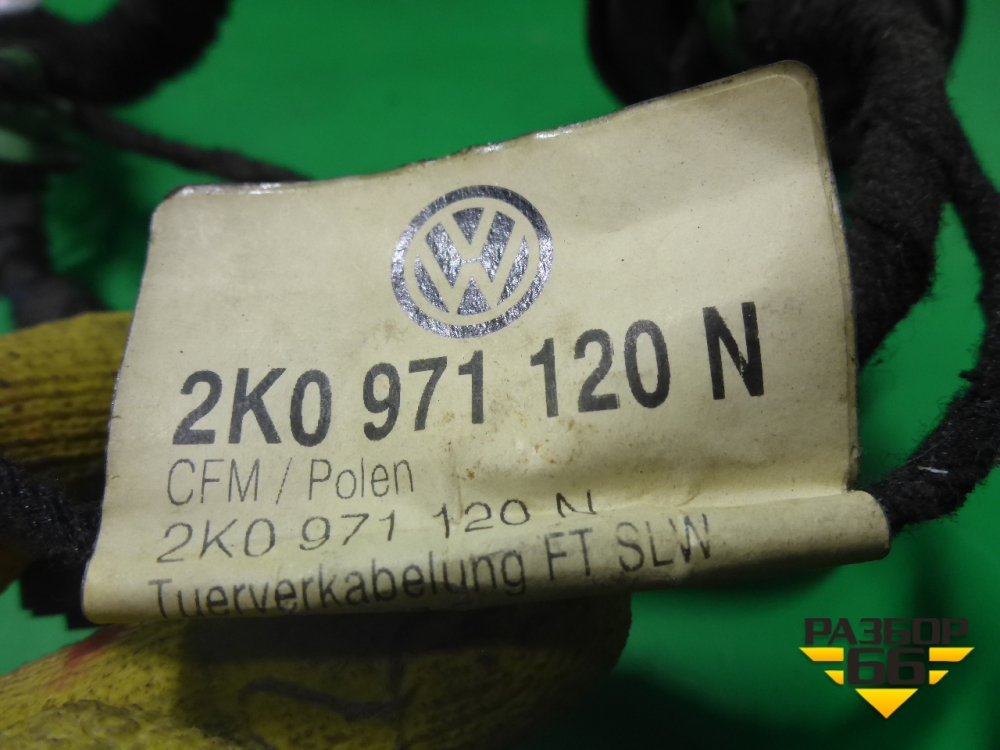 2K0 971 120 N
CFM / Polen
2K0 971 120 N
Tuerverkabelung FT SLW
РАЗБОР
66